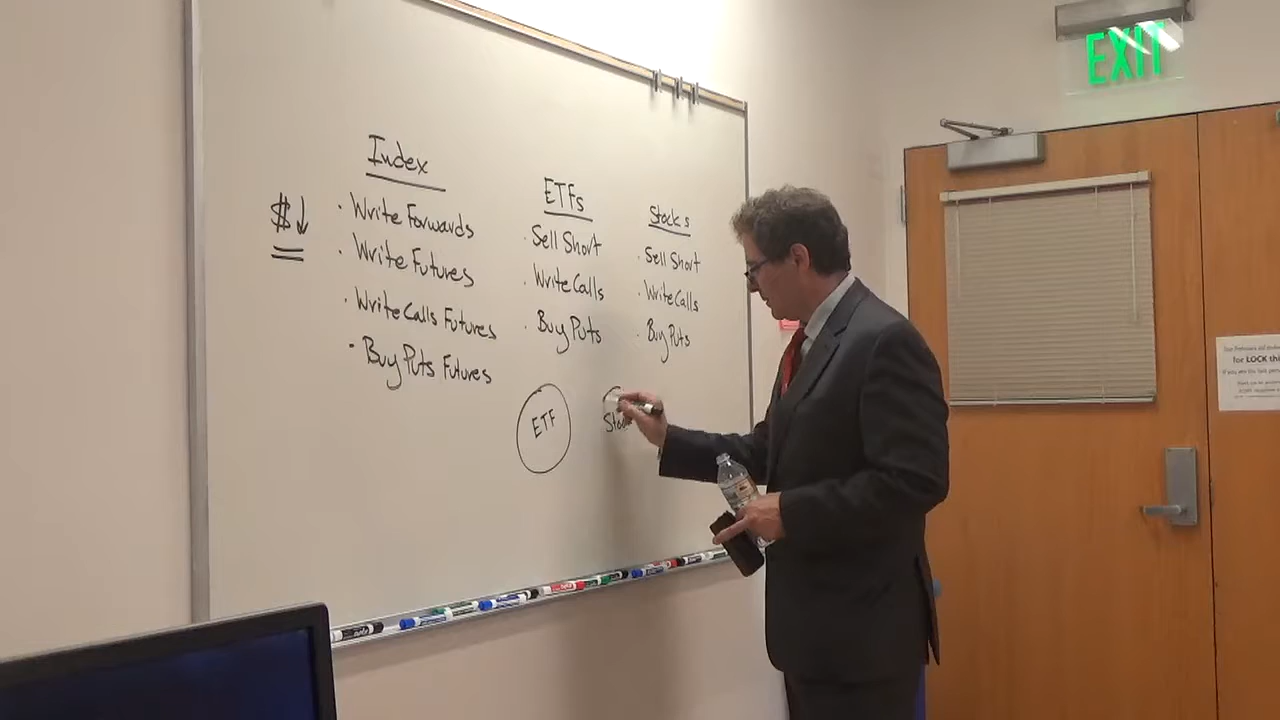 EXIT
Index
$↓
· Write Forwards
· Write Futures
· Write Calls Futures
· Buy Puts Futures
ETFs
· Sell Short
· Write Calls
· Buy Puts
Stocks
· Sell Short
· Write Calls
· Buy Puts
ETF
for LOCK